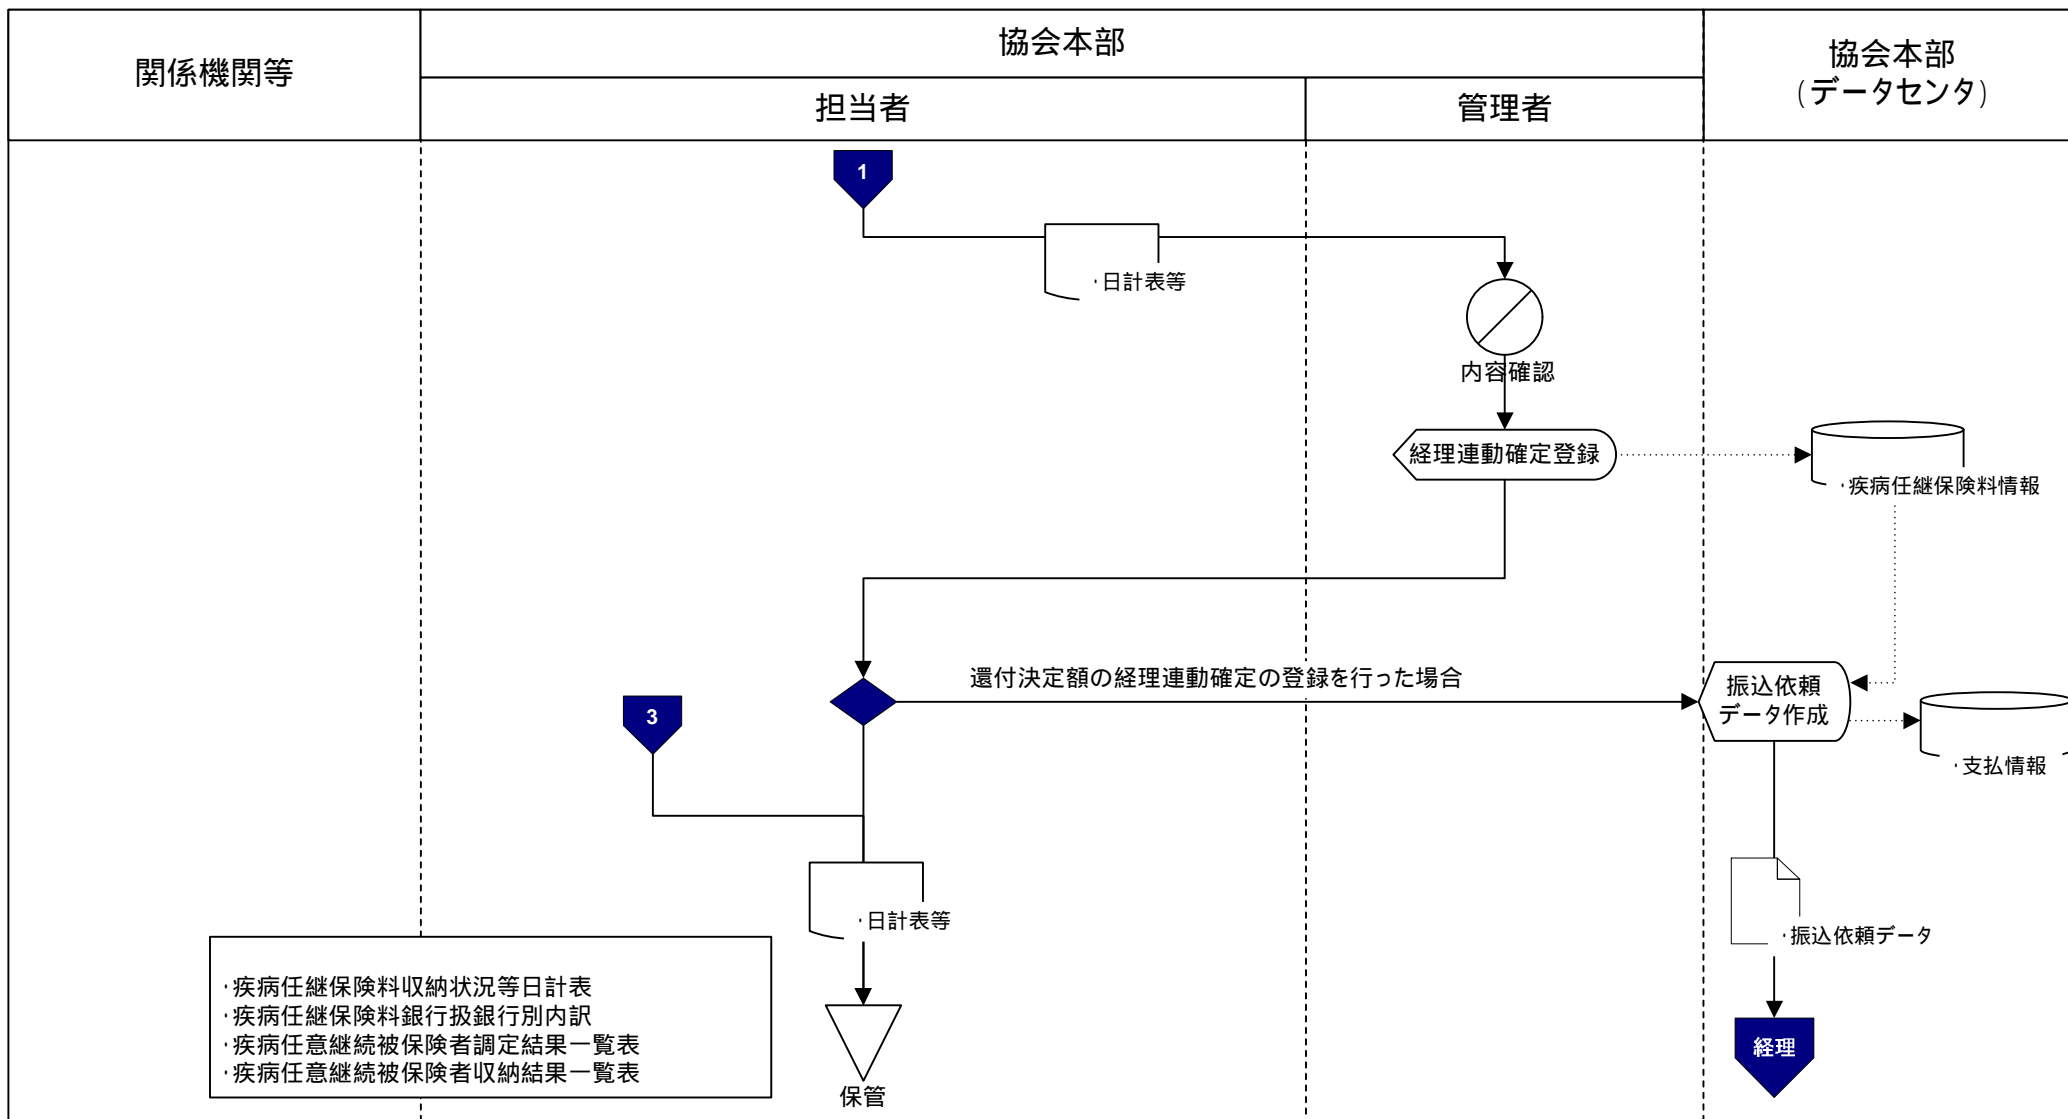 関係機関等
協会本部
担当者
管理者
協会本部
(データセンタ)
1
・日計表等
内容確認
経理連動確定登録
・疾病任継保険料情報
還付決定額の経理連動確定の登録を行った場合
振込依頼
データ作成
3
・支払情報
・日計表等
・振込依頼データ
・疾病任継保険料収納状況等日計表
・疾病任継保険料銀行扱銀行別内訳
・疾病任意継続被保険者調定結果一覧表
・疾病任意継続被保険者収納結果一覧表
経理
保管